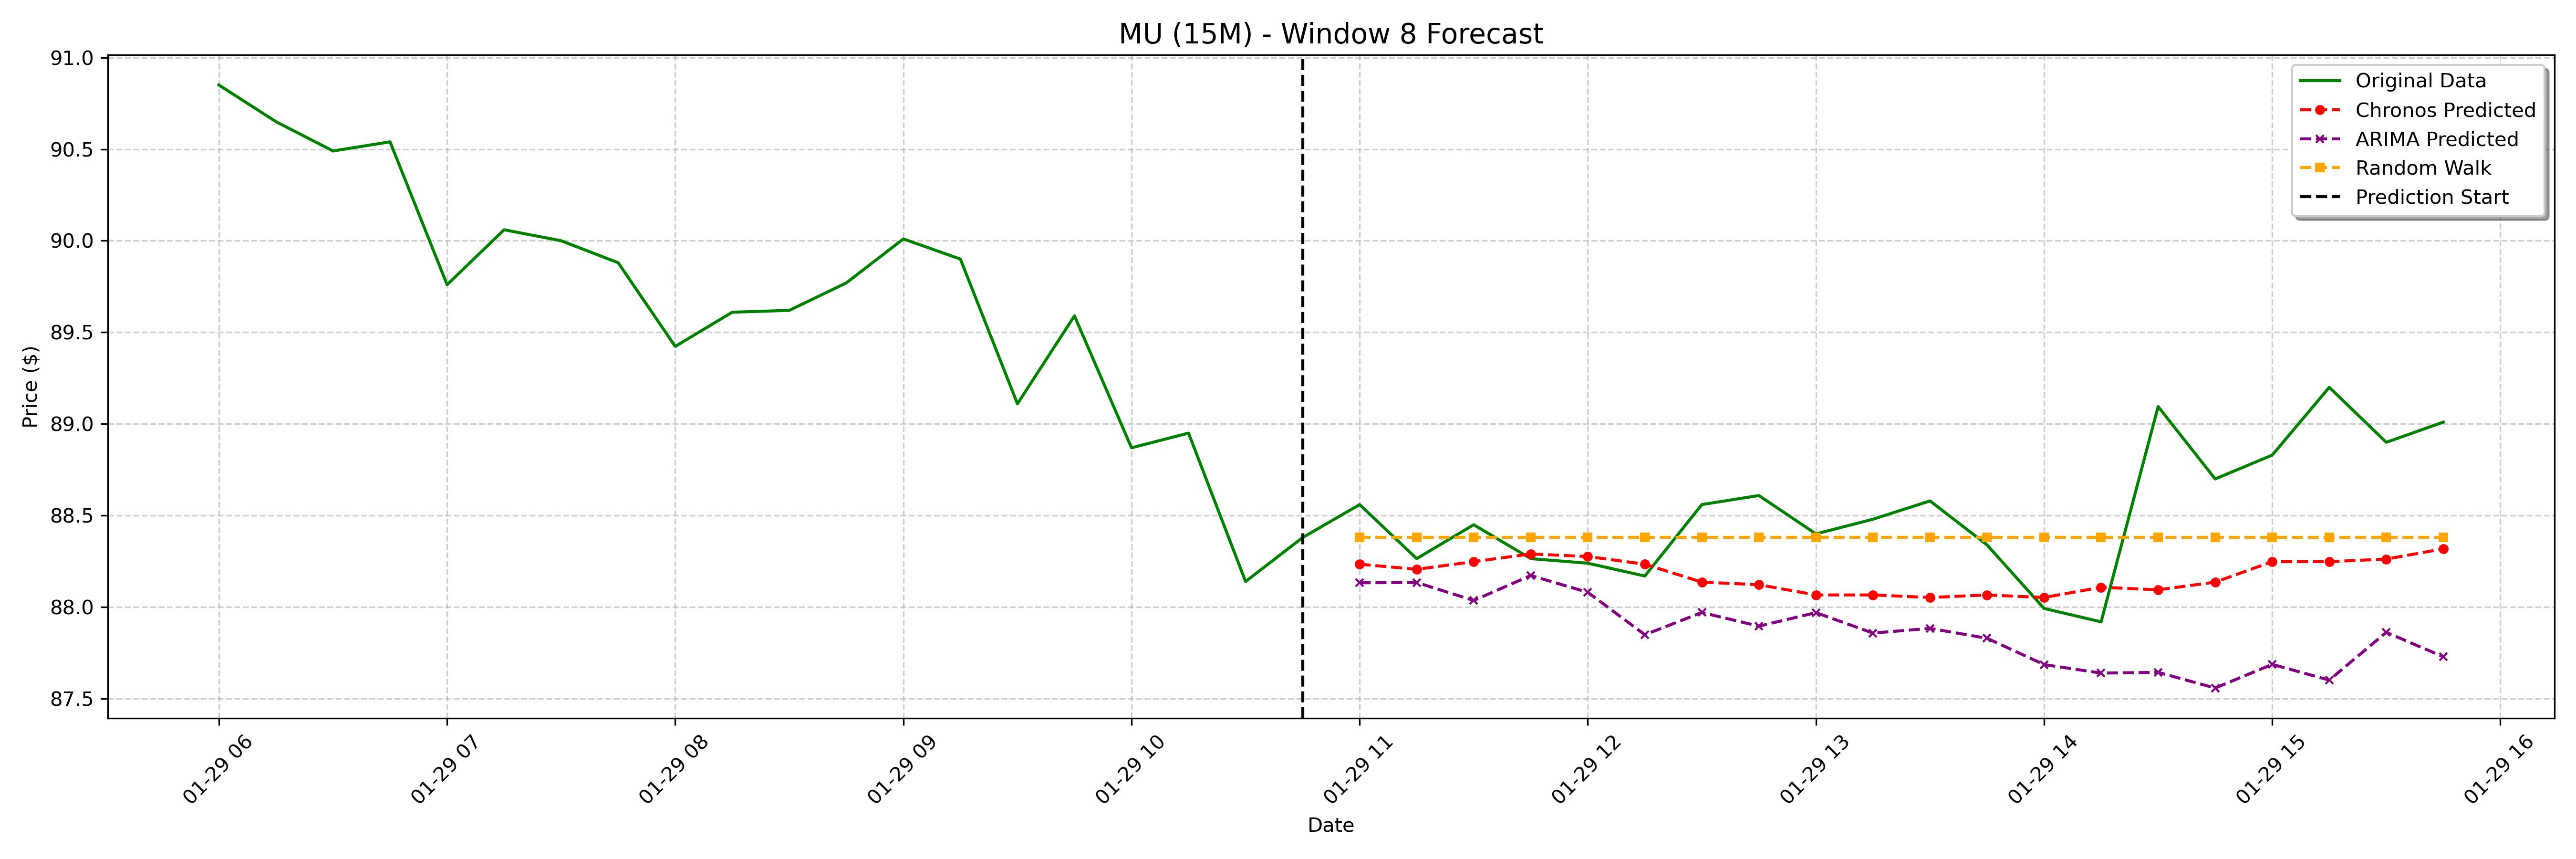 MU (15M) - Window 8 Forecast
Original Data
Chronos Predicted
ARIMA Predicted
Random Walk
Prediction Start
Price ($)
91.0
90.5
90.0
89.5
89.0
88.5
88.0
87.5
01-29 06
01-29 07
01-29 08
01-29 09
01-29 10
01-29 11
01-29 12
01-29 13
01-29 14
01-29 15
01-29 16
Date